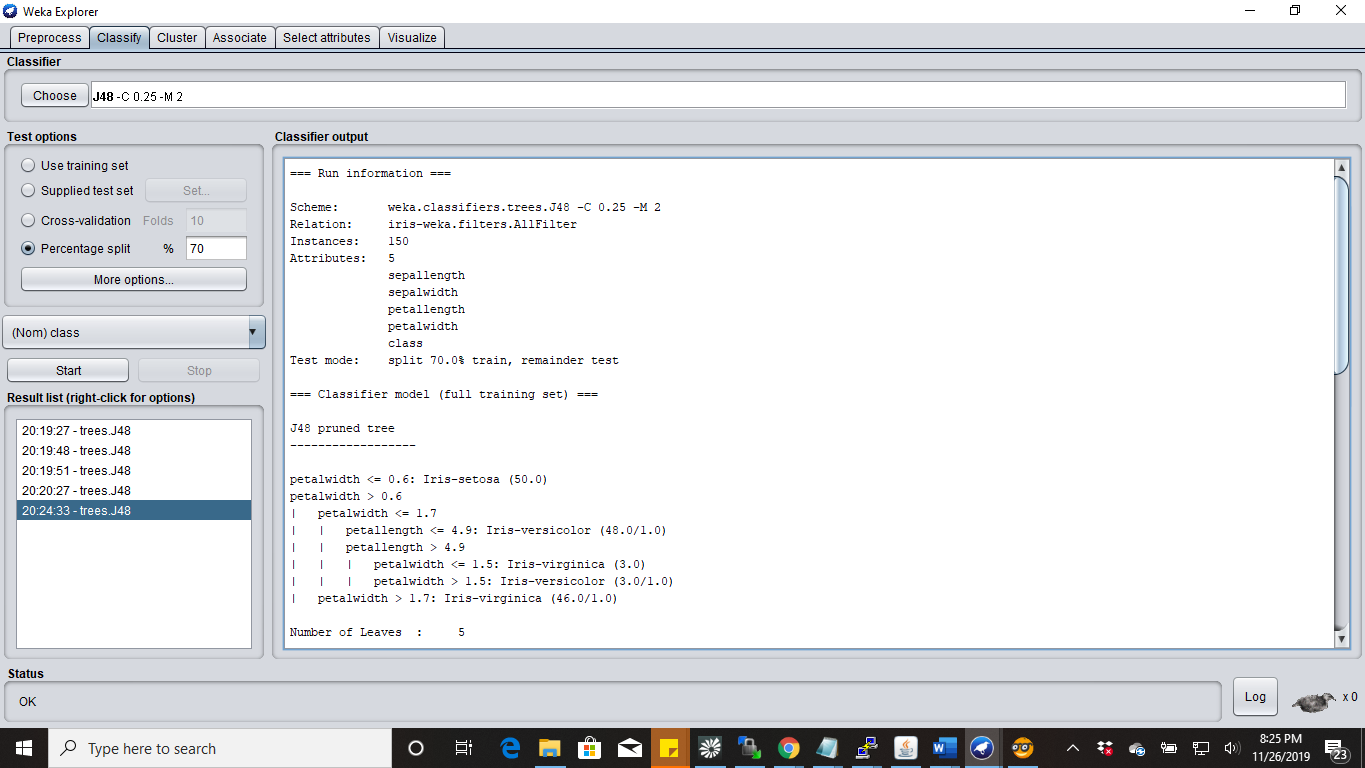 Weka Explorer
Preprocess Classify Cluster Associate Select attributes Visualize
Classifier
Choose J48 -C 0.25 -M 2
Test options
Use training set
Supplied test set Set...
Cross-validation Folds 10
Percentage split % 70
More options...
(Nom) class
Start Stop
Result list (right-click for options)
20:19:27 - trees.J48
20:19:48 - trees.J48
20:19:51 - trees.J48
20:20:27 - trees.J48
20:24:33 - trees.J48
Classifier output
=== Run information ===
Scheme: weka.classifiers.trees.J48 -C 0.25 -M 2
Relation: iris-weka.filters.AllFilter
Instances: 150
Attributes: 5
sepallength
sepalwidth
petallength
petalwidth
class
Test mode: split 70.0% train, remainder test
=== Classifier model (full training set) ===
J48 pruned tree
------------------
petalwidth <= 0.6: Iris-setosa (50.0)
petalwidth > 0.6
| petalwidth <= 1.7
| | petallength <= 4.9: Iris-versicolor (48.0/1.0)
| | petallength > 4.9
| | | petalwidth <= 1.5: Iris-virginica (3.0)
| | | petalwidth > 1.5: Iris-versicolor (3.0/1.0)
| petalwidth > 1.7: Iris-virginica (46.0/1.0)
Number of Leaves : 5
Status
OK
Log
x 0
Type here to search
8:25 PM
11/26/2019
23